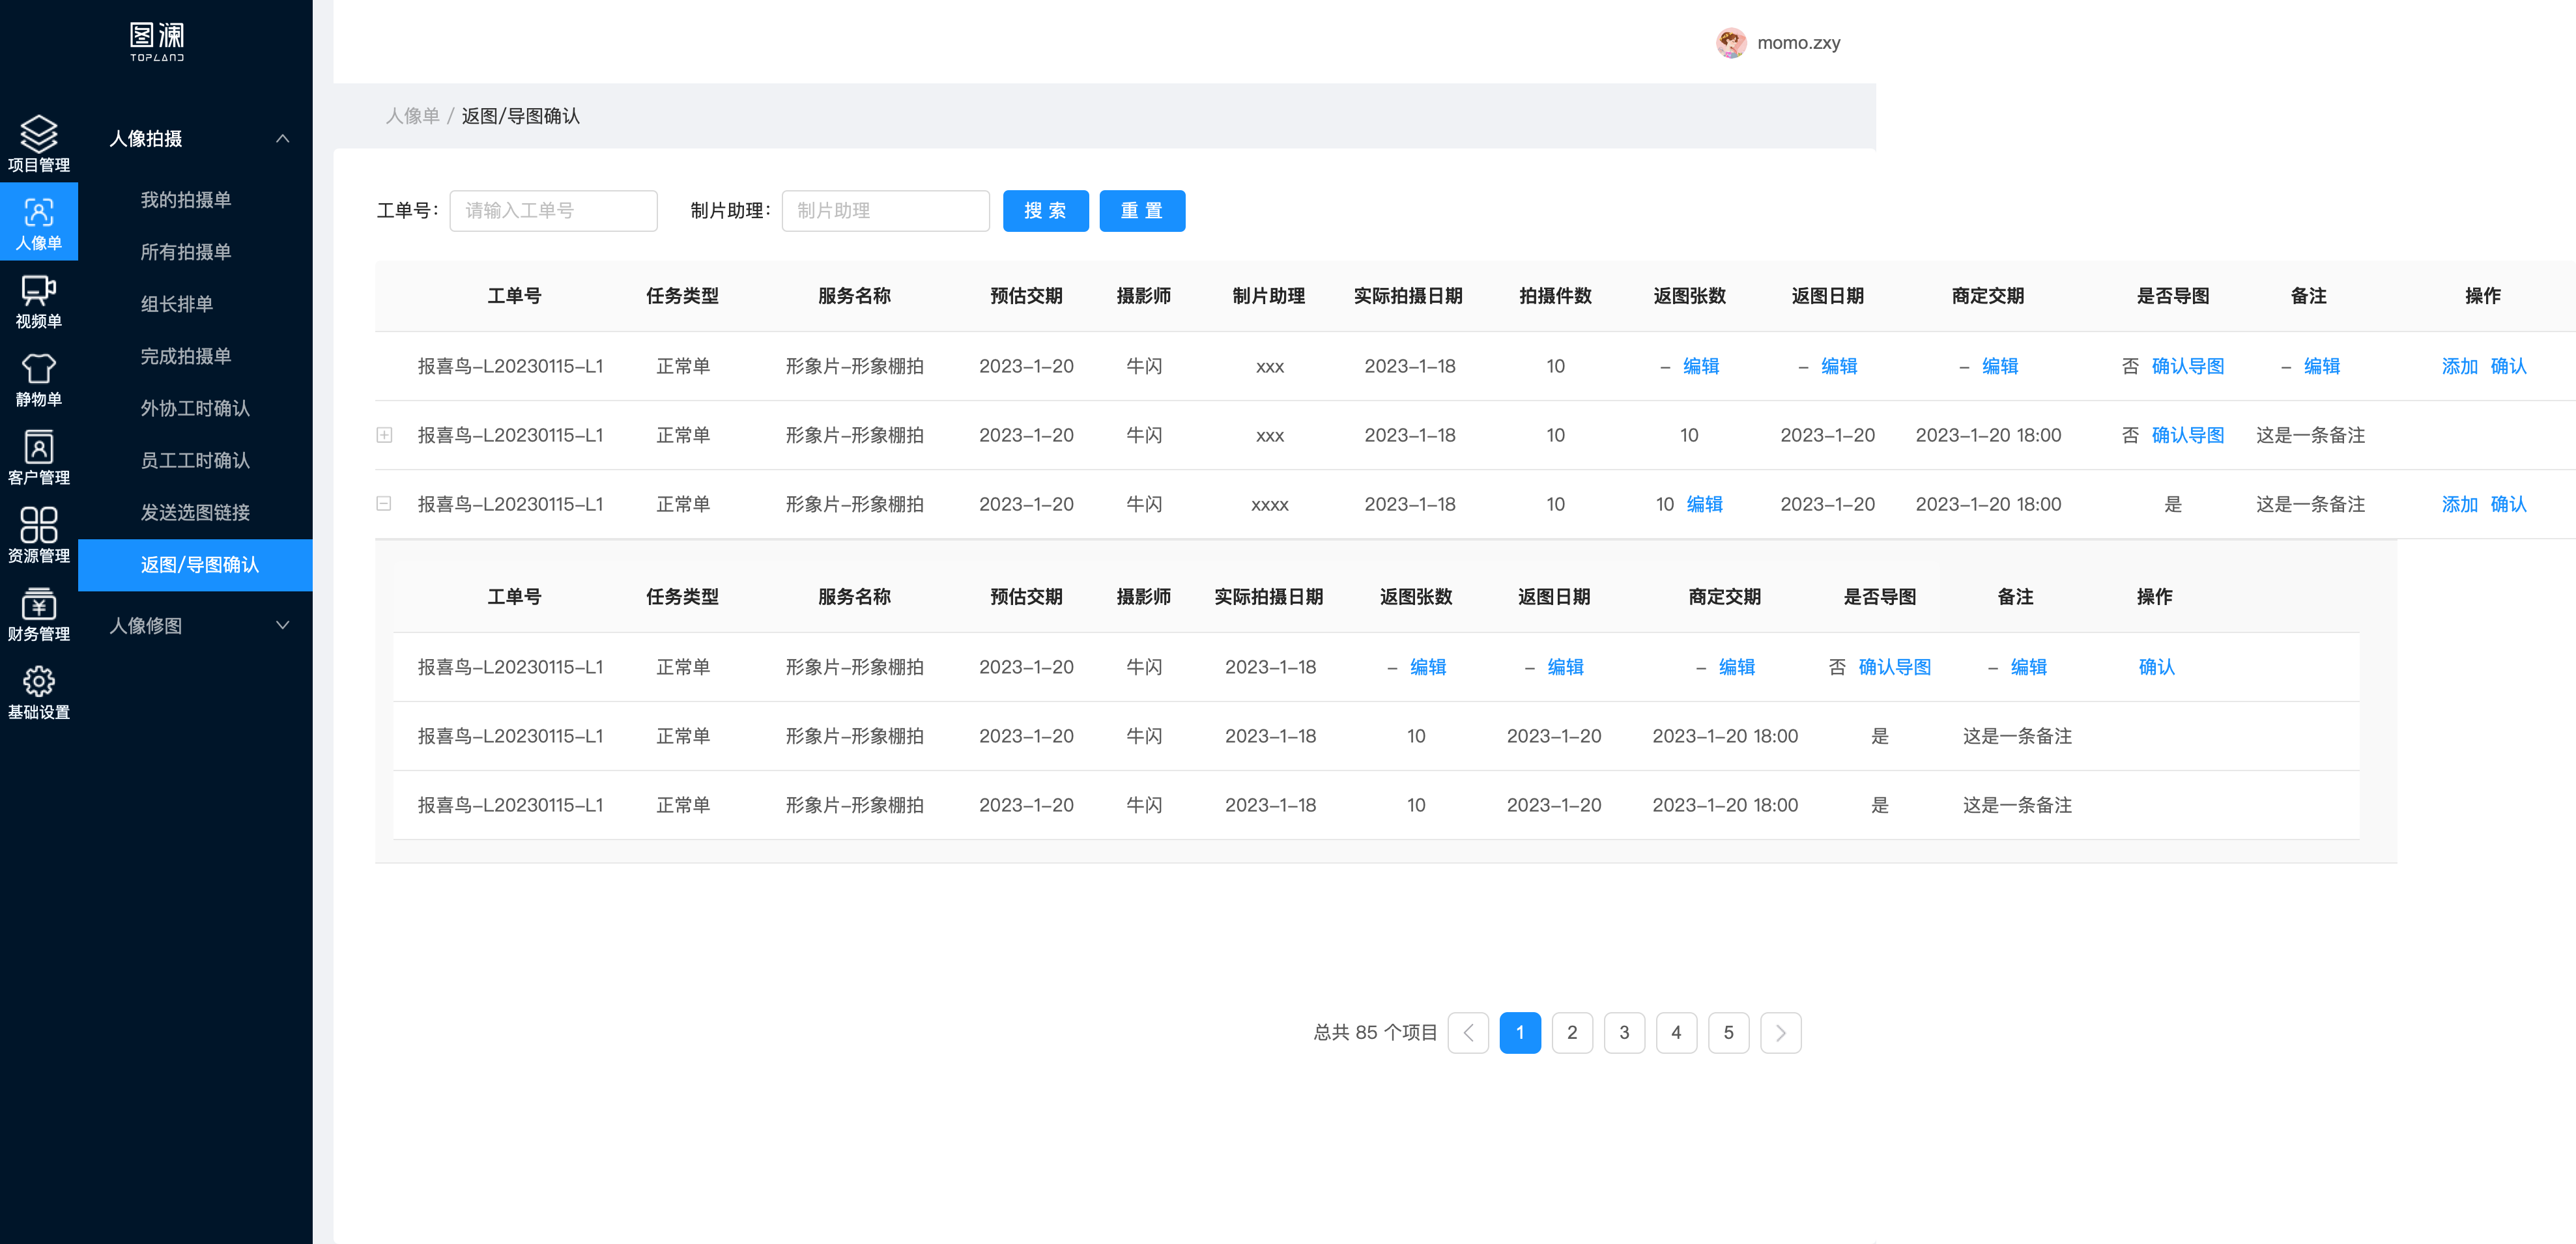 图澜
TOPLAND
momo.zxy
项目管理
人像单
视频单
静物单
客户管理
资源管理
财务管理
基础设置
人像拍摄
我的拍摄单
所有拍摄单
组长排单
完成拍摄单
外协工时确认
员工工时确认
发送选图链接
返图/导图确认
人像修图
人像单 / 返图/导图确认
工单号： 请输入工单号 制片助理： 制片助理 搜 索 重 置
工单号 任务类型 服务名称 预估交期 摄影师 制片助理 实际拍摄日期 拍摄件数 返图张数 返图日期 商定交期 是否导图 备注 操作
报喜鸟-L20230115-L1 正常单 形象片-形象棚拍 2023-1-20 牛闪 xxx 2023-1-18 10 - 编辑 - 编辑 - 编辑 否 确认导图 - 编辑 添加 确认
报喜鸟-L20230115-L1 正常单 形象片-形象棚拍 2023-1-20 牛闪 xxx 2023-1-18 10 10 2023-1-20 2023-1-20 18:00 否 确认导图 这是一条备注
报喜鸟-L20230115-L1 正常单 形象片-形象棚拍 2023-1-20 牛闪 xxxx 2023-1-18 10 10 编辑 2023-1-20 2023-1-20 18:00 是 这是一条备注 添加 确认
工单号 任务类型 服务名称 预估交期 摄影师 实际拍摄日期 返图张数 返图日期 商定交期 是否导图 备注 操作
报喜鸟-L20230115-L1 正常单 形象片-形象棚拍 2023-1-20 牛闪 2023-1-18 - 编辑 - 编辑 - 编辑 否 确认导图 - 编辑 确认
报喜鸟-L20230115-L1 正常单 形象片-形象棚拍 2023-1-20 牛闪 2023-1-18 10 2023-1-20 2023-1-20 18:00 是 这是一条备注
报喜鸟-L20230115-L1 正常单 形象片-形象棚拍 2023-1-20 牛闪 2023-1-18 10 2023-1-20 2023-1-20 18:00 是 这是一条备注
总共 85 个项目 1 2 3 4 5